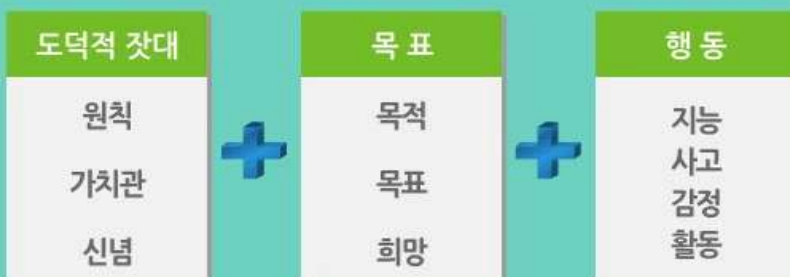 도덕적 잣대
원칙
가치관
신념
목 표
목적
목표
희망
행 동
지능
사고
감정
활동